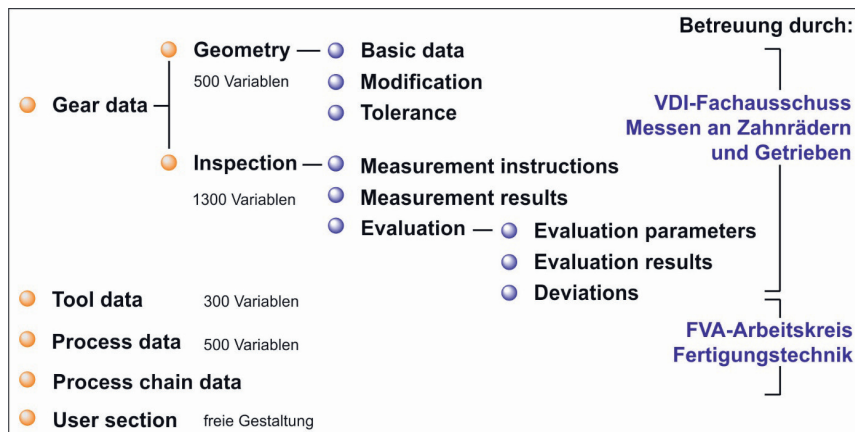 Betreuung durch:
Geometry
Basic data
500 Variablen
Modification
Gear data
Tolerance
VDI-Fachausschuss
Messen an Zahnrädern
und Getrieben
Inspection
Measurement instructions
1300 Variablen
Measurement results
Evaluation
Evaluation parameters
Evaluation results
Deviations
Tool data
300 Variablen
Process data
500 Variablen
FVA-Arbeitskreis
Fertigungstechnik
Process chain data
User section
freie Gestaltung